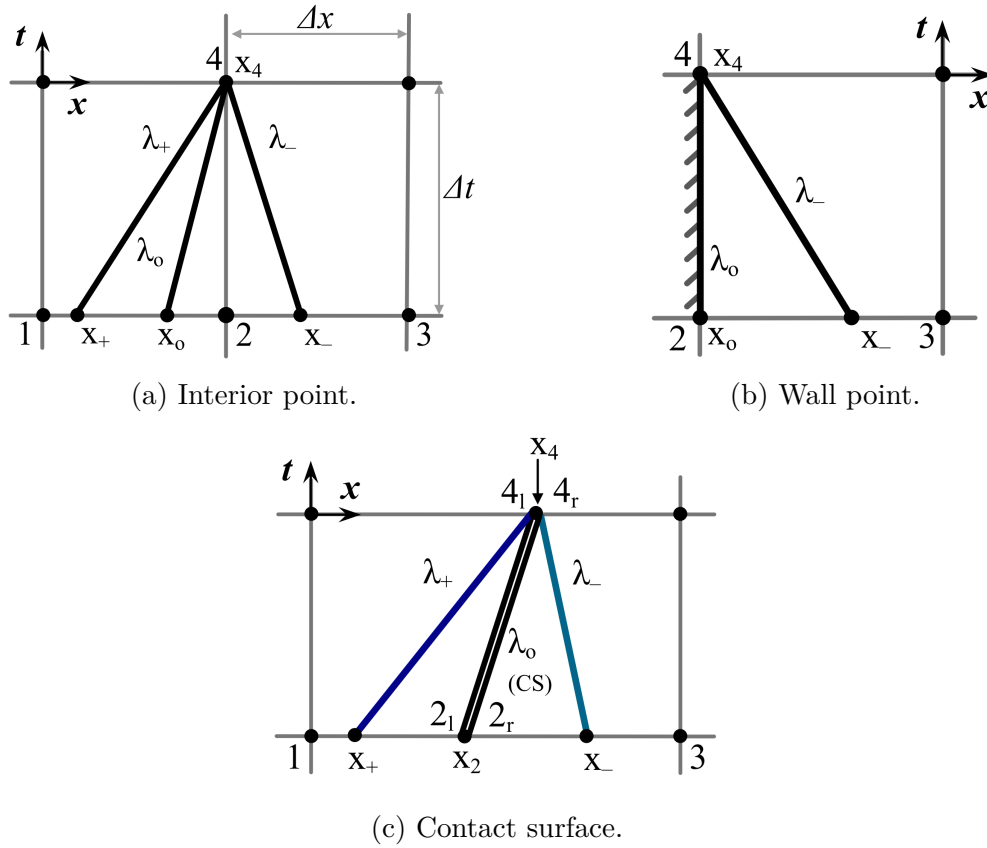 t Δx t
4 x₄ 4 x₄
x x
λ₊ λ₋
Δt λ₋
λₒ λₒ
1 x₊ xₒ 2 x₋ 3 2 xₒ x₋ 3
(a) Interior point. (b) Wall point.
x₄
t x 4ₗ 4ᵣ
λ₊ λ₋
λₒ
(CS)
2ₗ 2ᵣ
1 x₊ x₂ x₋ 3
(c) Contact surface.